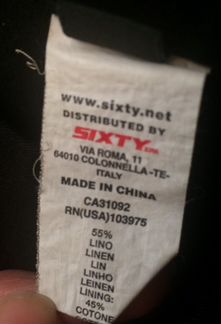 www.sixty.net
DISTRIBUTED BY
SIXTY SPA
VIA ROMA, 11
64010 COLONNELLA -TE-
ITALY
MADE IN CHINA
CA31092
RN(USA)103975
55%
LINO
LINEN
LIN
LINHO
LEINEN
LINING:
45%
COTONE